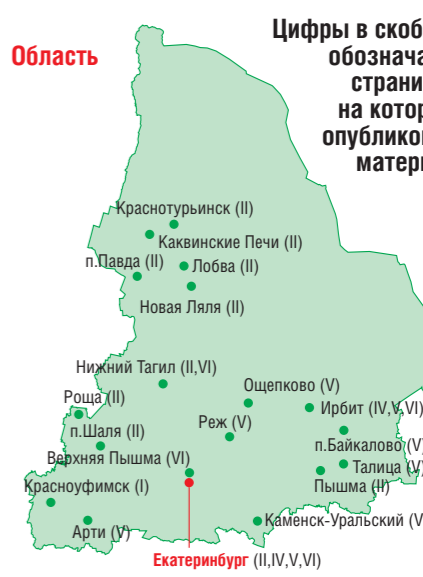 Область
Цифры в скоб
обознача
страни
на котор
опубликов
матери
Краснотурьинск (II)
Каквинские Печи (II)
п.Павда (II)
Лобва (II)
Новая Ляля (II)
Нижний Тагил (II,VI)
Ощепково (V)
Роща (II)
Ирбит (IV,V,VI)
Реж (V)
п.Шаля (II)
п.Байкалово (V)
Верхняя Пышма (VI)
Талица (V)
Красноуфимск (I)
Пышма (II)
Арти (V)
Каменск-Уральский (V
Екатеринбург (II,IV,V,VI)